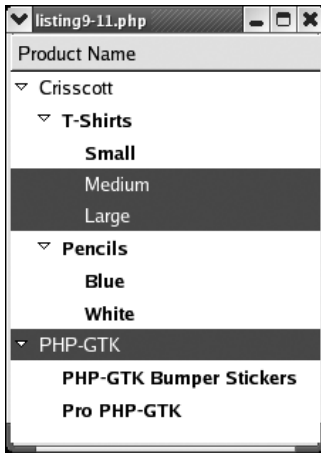 listing9-11.php
Product Name
Crisscott
T-Shirts
Small
Medium
Large
Pencils
Blue
White
PHP-GTK
PHP-GTK Bumper Stickers
Pro PHP-GTK